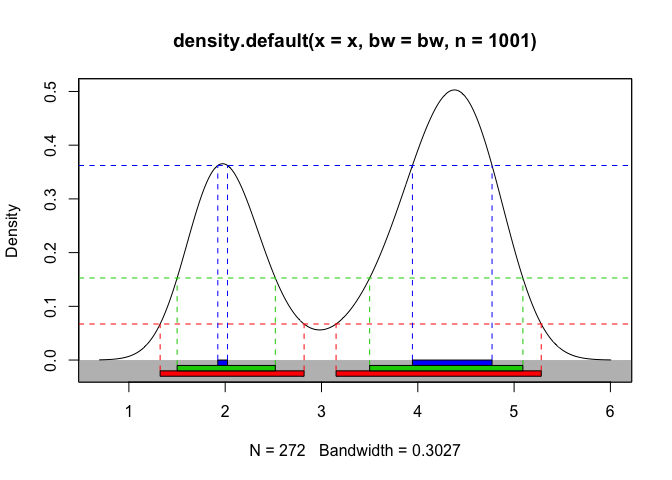 density.default(x = x, bw = bw, n = 1001)
Density
0.5
0.4
0.3
0.2
0.1
0.0
1 2 3 4 5 6
N = 272 Bandwidth = 0.3027